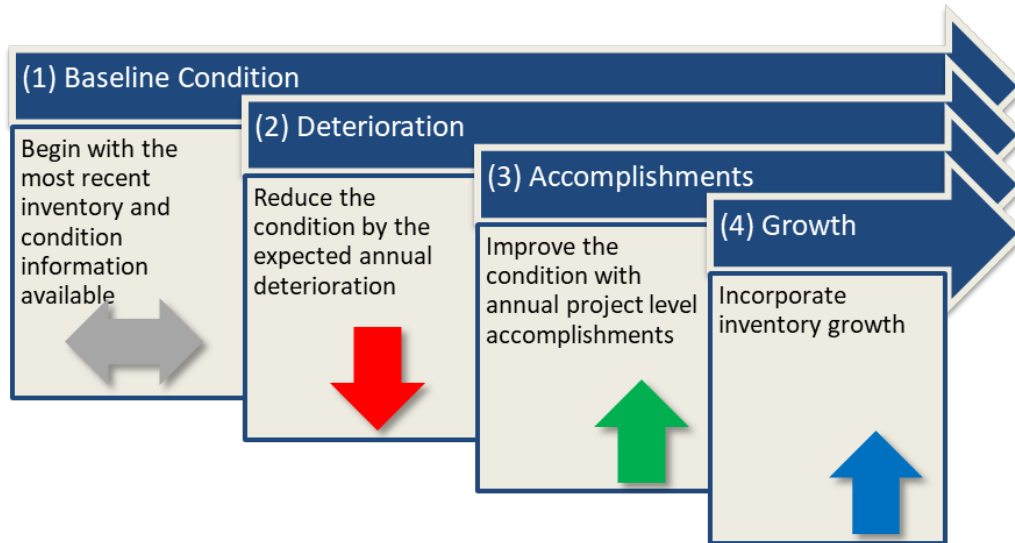 (1) Baseline Condition
Begin with the
most recent
inventory and
condition
information
available
(2) Deterioration
Reduce the
condition by the
expected annual
deterioration
(3) Accomplishments
Improve the
condition with
annual project level
accomplishments
(4) Growth
Incorporate
inventory growth